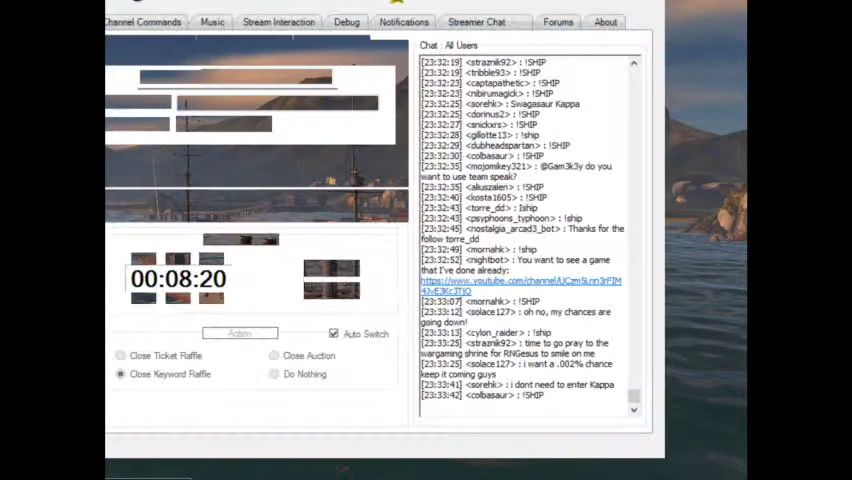 Channel Commands Music Stream Interaction Debug Notifications Streamer Chat Forums About
Chat : All Users
[23:32:19] <straznik92> : !SHIP
[23:32:19] <tribble93> : !SHIP
[23:32:23] <captapathetic> : !SHIP
[23:32:23] <nibirumagick> : !SHIP
[23:32:25] <sorehk> : Swagasaur Kappa
[23:32:25] <dorinus2> : !SHIP
[23:32:27] <snickxrs> : !SHIP
[23:32:28] <gillotte13> : !ship
[23:32:29] <dubheadspartan> : !SHIP
[23:32:30] <colbasaur> : !SHIP
[23:32:35] <mojomikey321> : @Gam3k3y do you
want to use team speak?
[23:32:35] <aliuszalen> : !SHIP
[23:32:40] <kosta1605> : !SHIP
[23:32:43] <torre_dd> : !ship
[23:32:43] <psyphoons_typhoon> : !ship
[23:32:45] <nostalgia_arcad3_bot> : Thanks for the
follow torre_dd
[23:32:49] <mornahk> : !ship
[23:32:52] <nightbot> : You want to see a game
that I've done already:
[23:33:07] <mornahk> : !SHIP
[23:33:12] <solace127> : oh no, my chances are
going down!
[23:33:13] <cylon_raider> : !ship
[23:33:25] <straznik92> : time to go pray to the
wargaming shrine for RNGesus to smile on me
[23:33:25] <solace127> : i want a .002% chance
keep it coming guys
[23:33:41] <sorehk> : i dont need to enter Kappa
[23:33:42] <colbasaur> : !SHIP
00:08:20
Action
Auto Switch
Close Ticket Raffle
Close Auction
Close Keyword Raffle
Do Nothing